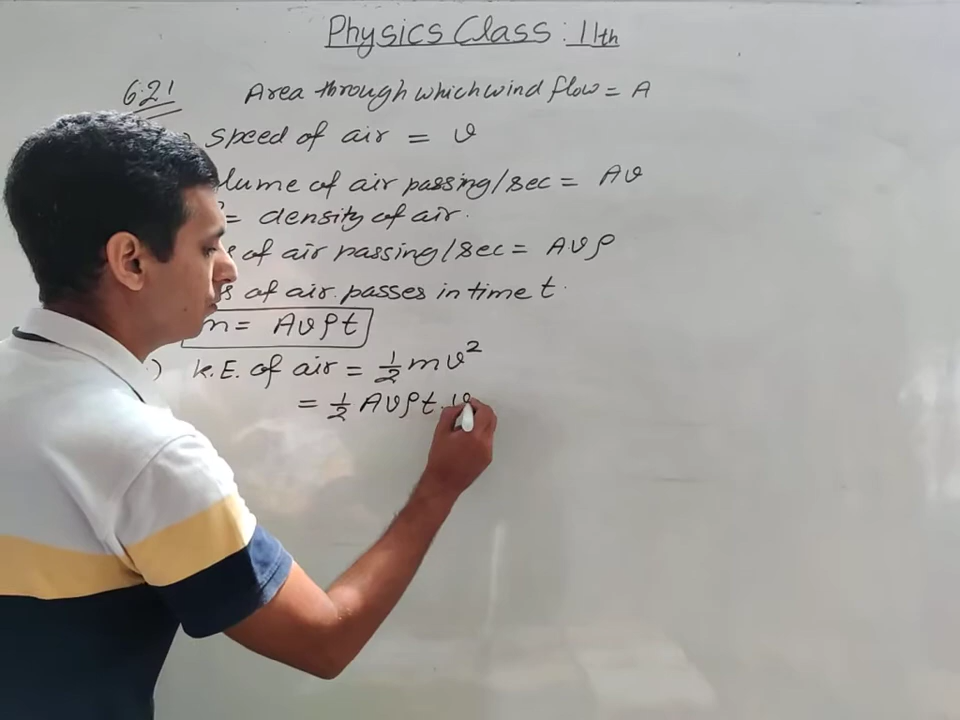 Physics Class : 11th
6.21 Area through which wind flow = A
) speed of air = v
lume of air passing/sec = Av
= density of air.
of air passing/sec = Avρ
s of air passes in time t.
m = Avρt
) K.E. of air = 1/2 mv²
= 1/2 Avρt.v